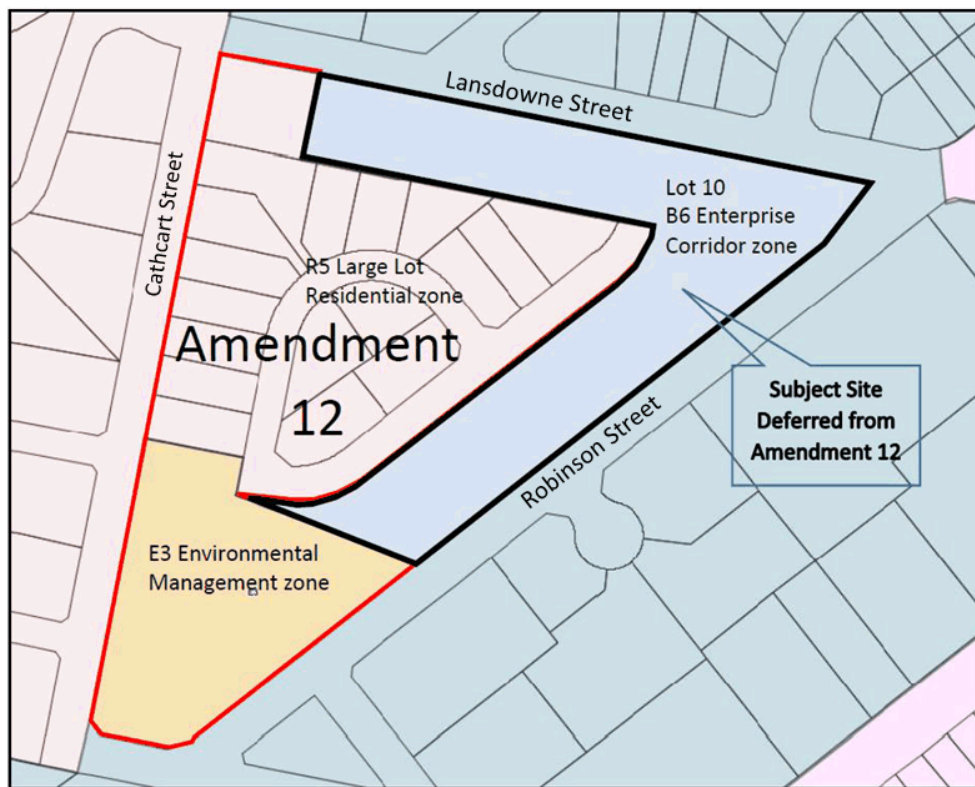 Lansdowne Street
Cathcart Street
Lot 10
B6 Enterprise
Corridor zone
R5 Large Lot
Residential zone
Amendment
12
Subject Site
Deferred from
Amendment 12
Robinson Street
E3 Environmental
Management zone